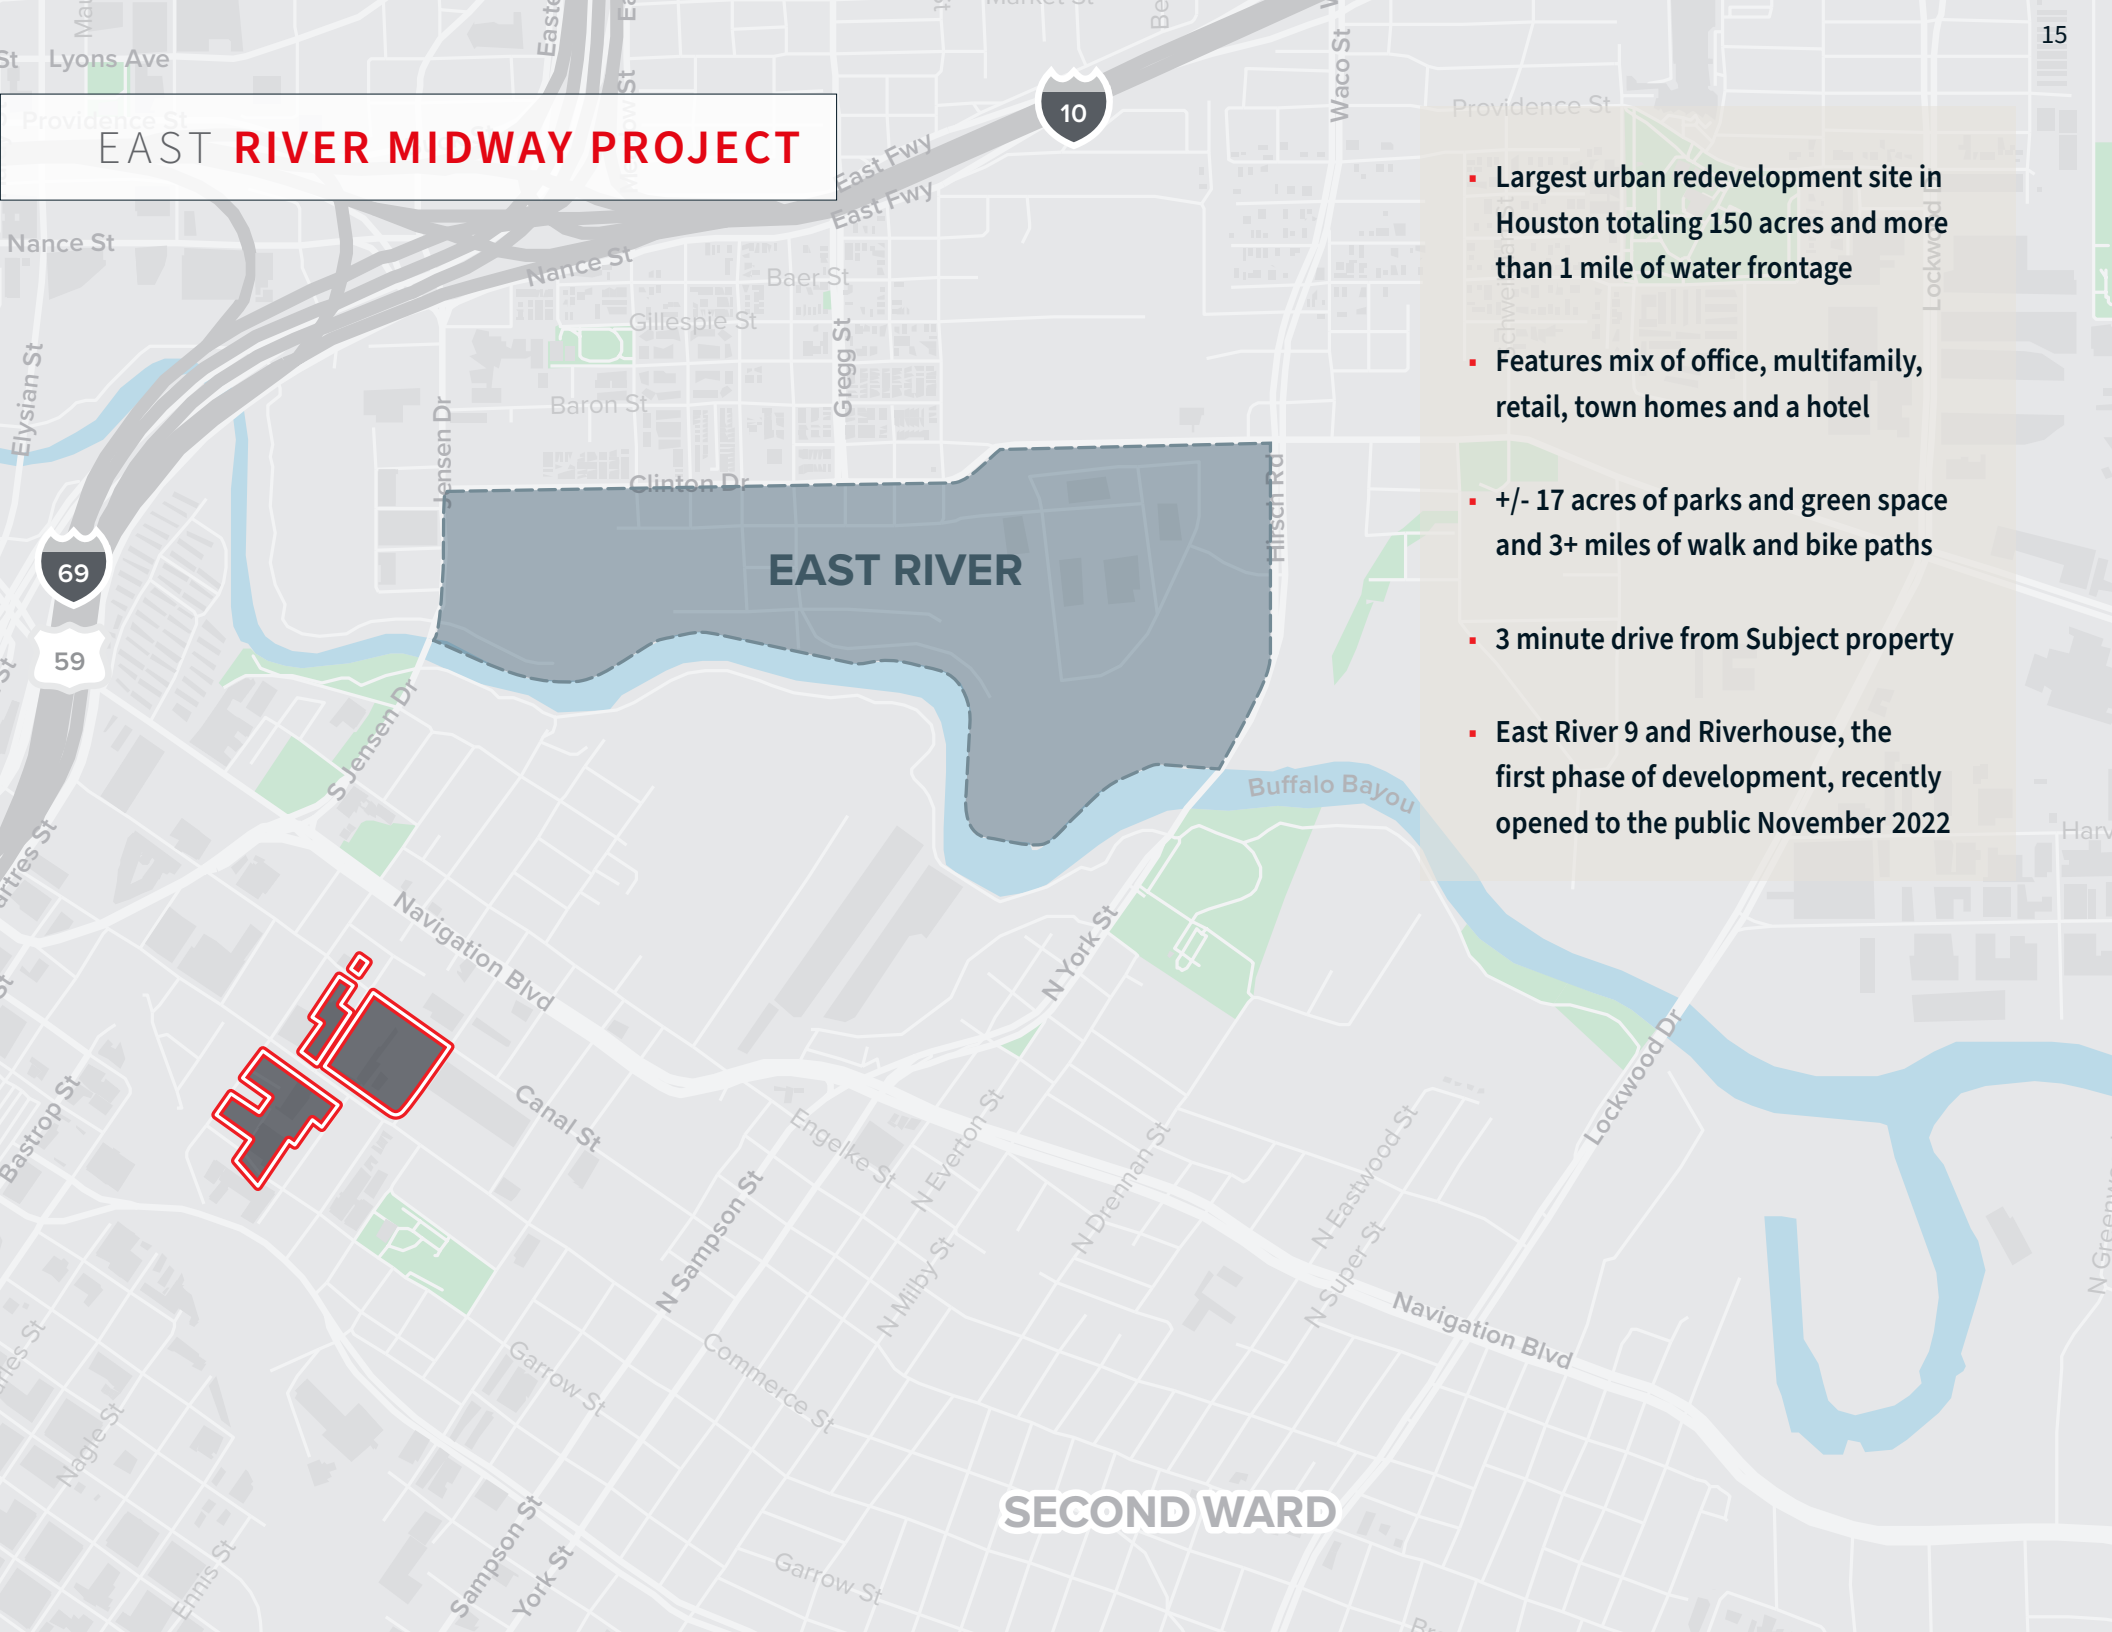 15
EAST RIVER MIDWAY PROJECT
Largest urban redevelopment site in
Houston totaling 150 acres and more
than 1 mile of water frontage
Features mix of office, multifamily,
retail, town homes and a hotel
+/- 17 acres of parks and green space
and 3+ miles of walk and bike paths
3 minute drive from Subject property
East River 9 and Riverhouse, the
first phase of development, recently
opened to the public November 2022
Market St
Lyons Ave
Providence St
Providence St
Waco St
10
East Fwy
East Fwy
Nance St
Nance St
Baer St
Gillespie St
Gregg St
Elysian St
Baron St
Jensen Dr
Clinton Dr
Hirsch Rd
EAST RIVER
69
59
S Jensen Dr
Buffalo Bayou
Navigation Blvd
N York St
Lockwood Dr
Bastrop St
Canal St
Engelke St
N Everton St
N Drennan St
N Eastwood St
N Super St
N Sampson St
N Milby St
Navigation Blvd
Garrow St
Commerce St
Nagle St
SECOND WARD
Sampson St
York St
Ennis St
Garrow St